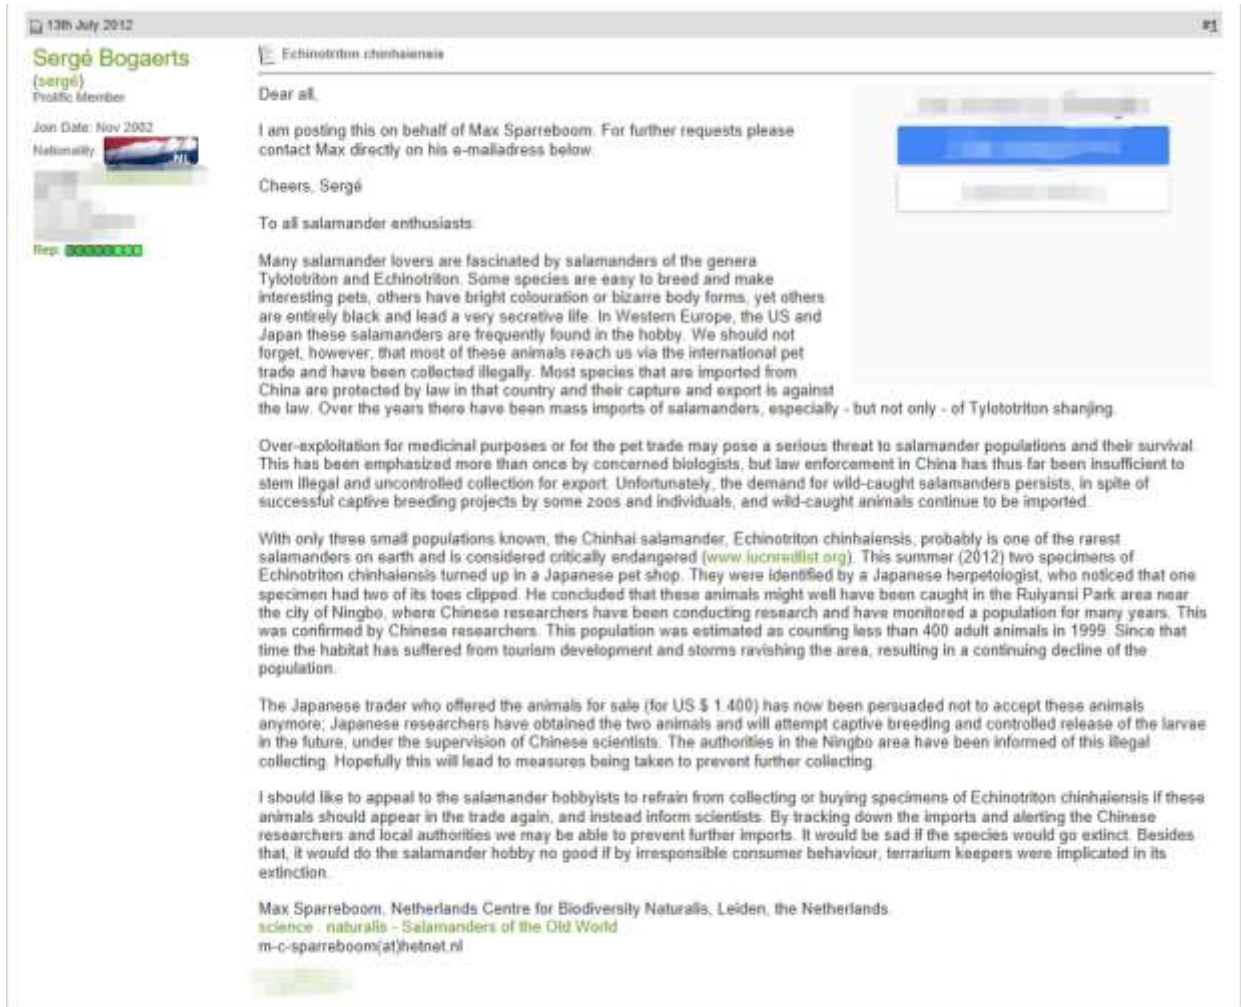 13th July 2012
#1
Sergé Bogaerts
(sergé)
Prolific Member
Join Date: Nov 2002
Nationality:
NL
Rep:
Echinotriton chinhaiensis
Dear all,
I am posting this on behalf of Max Sparreboom. For further requests please
contact Max directly on his e-mailadress below.
Cheers, Sergé
To all salamander enthusiasts:
Many salamander lovers are fascinated by salamanders of the genera
Tylototriton and Echinotriton. Some species are easy to breed and make
interesting pets, others have bright colouration or bizarre body forms, yet others
are entirely black and lead a very secretive life. In Western Europe, the US and
Japan these salamanders are frequently found in the hobby. We should not
forget, however, that most of these animals reach us via the international pet
trade and have been collected illegally. Most species that are imported from
China are protected by law in that country and their capture and export is against
the law. Over the years there have been mass imports of salamanders, especially - but not only - of Tylototriton shanjing.
Over-exploitation for medicinal purposes or for the pet trade may pose a serious threat to salamander populations and their survival.
This has been emphasized more than once by concerned biologists, but law enforcement in China has thus far been insufficient to
stem illegal and uncontrolled collection for export. Unfortunately, the demand for wild-caught salamanders persists, in spite of
successful captive breeding projects by some zoos and individuals, and wild-caught animals continue to be imported.
With only three small populations known, the Chinhai salamander, Echinotriton chinhaiensis, probably is one of the rarest
salamanders on earth and is considered critically endangered (www.iucnredlist.org). This summer (2012) two specimens of
Echinotriton chinhaiensis turned up in a Japanese pet shop. They were identified by a Japanese herpetologist, who noticed that one
specimen had two of its toes clipped. He concluded that these animals might well have been caught in the Ruiyansi Park area near
the city of Ningbo, where Chinese researchers have been conducting research and have monitored a population for many years. This
was confirmed by Chinese researchers. This population was estimated as counting less than 400 adult animals in 1999. Since that
time the habitat has suffered from tourism development and storms ravishing the area, resulting in a continuing decline of the
population.
The Japanese trader who offered the animals for sale (for US $ 1.400) has now been persuaded not to accept these animals
anymore; Japanese researchers have obtained the two animals and will attempt captive breeding and controlled release of the larvae
in the future, under the supervision of Chinese scientists. The authorities in the Ningbo area have been informed of this illegal
collecting. Hopefully this will lead to measures being taken to prevent further collecting.
I should like to appeal to the salamander hobbyists to refrain from collecting or buying specimens of Echinotriton chinhaiensis if these
animals should appear in the trade again, and instead inform scientists. By tracking down the imports and alerting the Chinese
researchers and local authorities we may be able to prevent further imports. It would be sad if the species would go extinct. Besides
that, it would do the salamander hobby no good if by irresponsible consumer behaviour, terrarium keepers were implicated in its
extinction.
Max Sparreboom, Netherlands Centre for Biodiversity Naturalis, Leiden, the Netherlands.
science . naturalis - Salamanders of the Old World
m-c-sparreboom(at)hetnet.nl